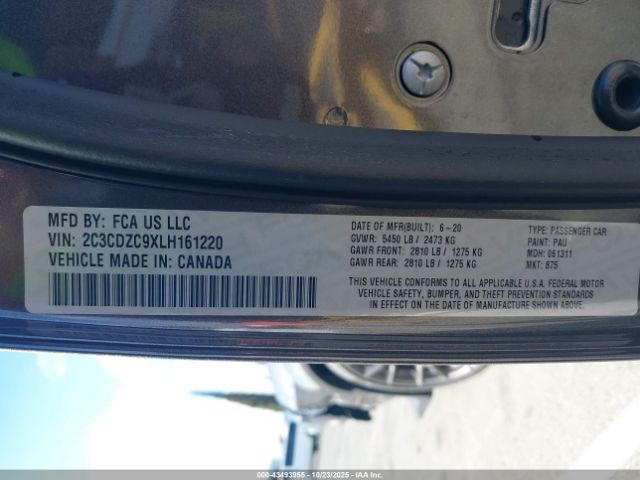 MFD BY: FCA US LLC
VIN: 2C3CDZC9XLH161220
VEHICLE MADE IN: CANADA
DATE OF MFR(BUILT): 6-20
GVWR: 5450 LB / 2473 KG
GAWR FRONT: 2810 LB / 1275 KG
GAWR REAR: 2810 LB / 1275 KG
TYPE: PASSENGER CAR
PAINT: PAU
MDH: 061311
MKT: 875
THIS VEHICLE CONFORMS TO ALL APPLICABLE U.S.A. FEDERAL MOTOR
VEHICLE SAFETY, BUMPER, AND THEFT PREVENTION STANDARDS
IN EFFECT ON THE DATE OF MANUFACTURE SHOWN ABOVE.
000-43493955 - 10/23/2025 - IAA Inc.